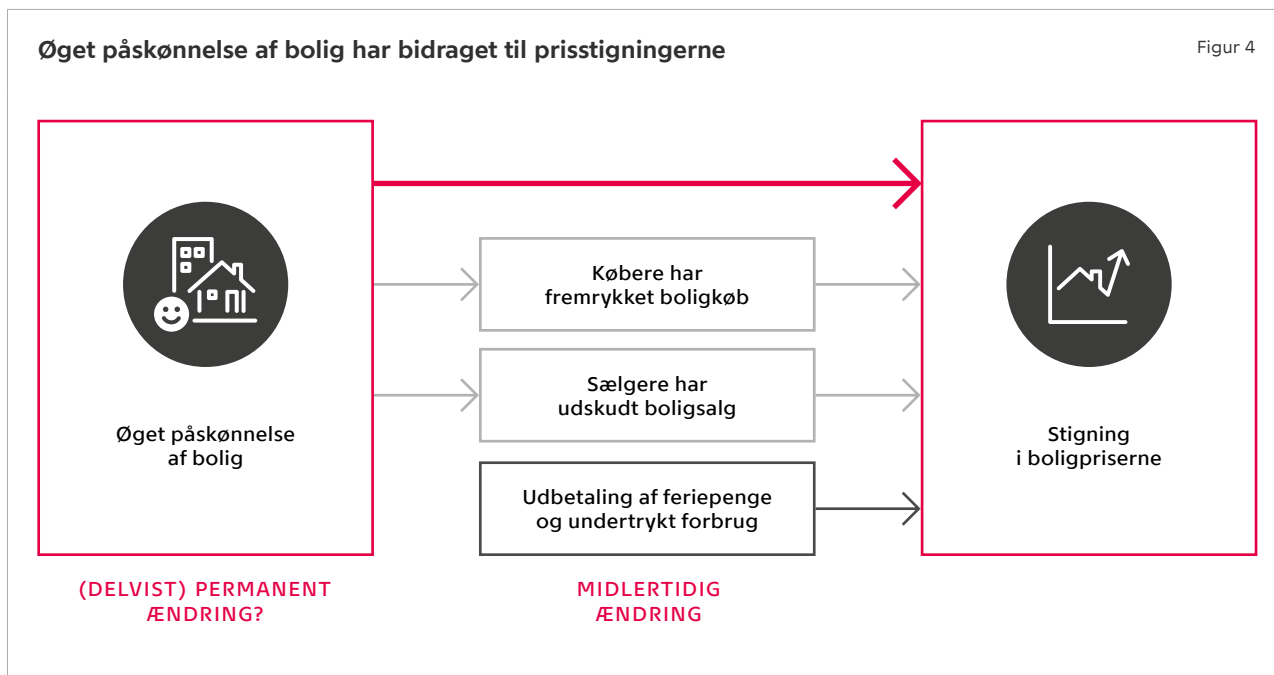 Øget påskønnelse af bolig har bidraget til prisstigningerne
Figur 4
Øget påskønnelse
af bolig
Købere har
fremrykket boligkøb
Sælgere har
udskudt boligsalg
Udbetaling af feriepenge
og undertrykt forbrug
Stigning
i boligpriserne
(DELVIST) PERMANENT
ÆNDRING?
MIDLERTIDIG
ÆNDRING